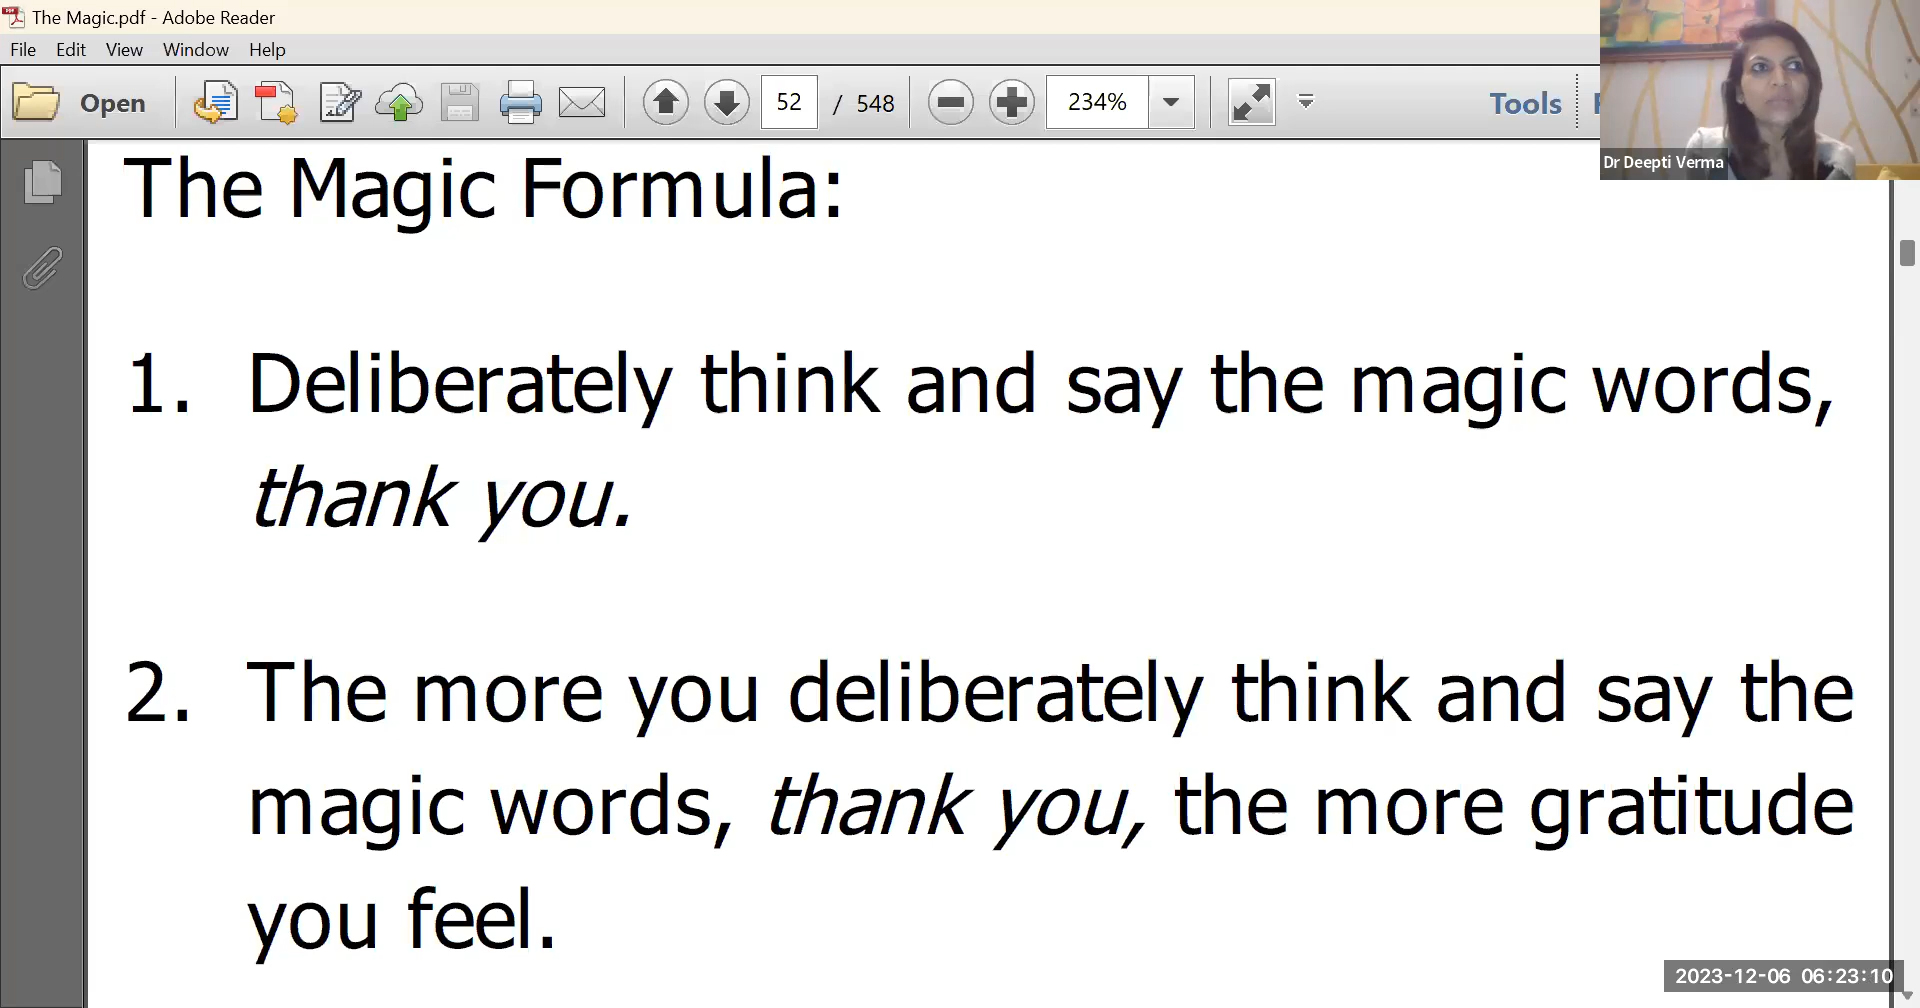 The Magic.pdf - Adobe Reader
File Edit View Window Help
Open 52 / 548 234% Tools
Dr Deepti Verma
The Magic Formula:
1. Deliberately think and say the magic words,
thank you.
2. The more you deliberately think and say the
magic words, thank you, the more gratitude
you feel.
2023-12-06 06:23:10